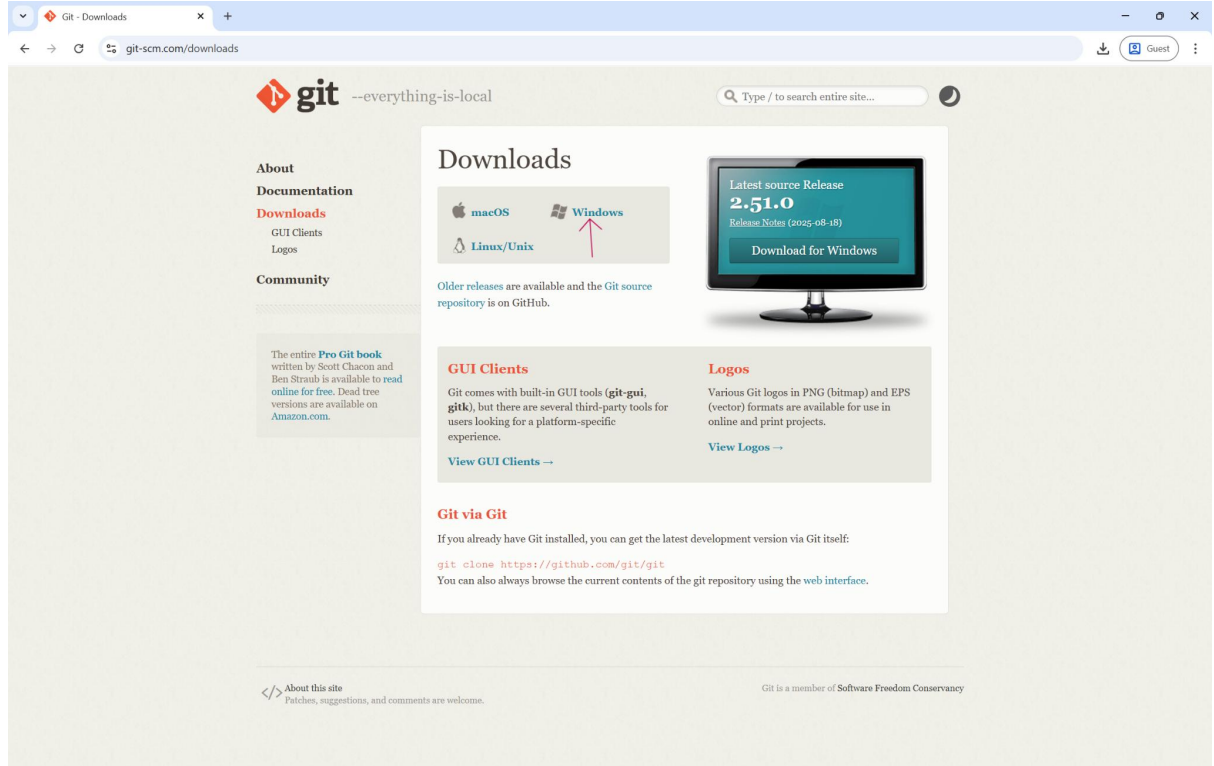 Git - Downloads
git-scm.com/downloads
Guest
git --everything-is-local
Type / to search entire site...
About
Documentation
Downloads
GUI Clients
Logos
Community
The entire Pro Git book
written by Scott Chacon and
Ben Straub is available to read
online for free. Dead tree
versions are available on
Amazon.com.
Downloads
macOS
Windows
Linux/Unix
Older releases are available and the Git source
repository is on GitHub.
Latest source Release
2.51.0
Release Notes (2025-08-18)
Download for Windows
GUI Clients
Git comes with built-in GUI tools (git-gui,
gitk), but there are several third-party tools for
users looking for a platform-specific
experience.
View GUI Clients →
Logos
Various Git logos in PNG (bitmap) and EPS
(vector) formats are available for use in
online and print projects.
View Logos →
Git via Git
If you already have Git installed, you can get the latest development version via Git itself:
git clone https://github.com/git/git
You can also always browse the current contents of the git repository using the web interface.
</> About this site
Patches, suggestions, and comments are welcome.
Git is a member of Software Freedom Conservancy